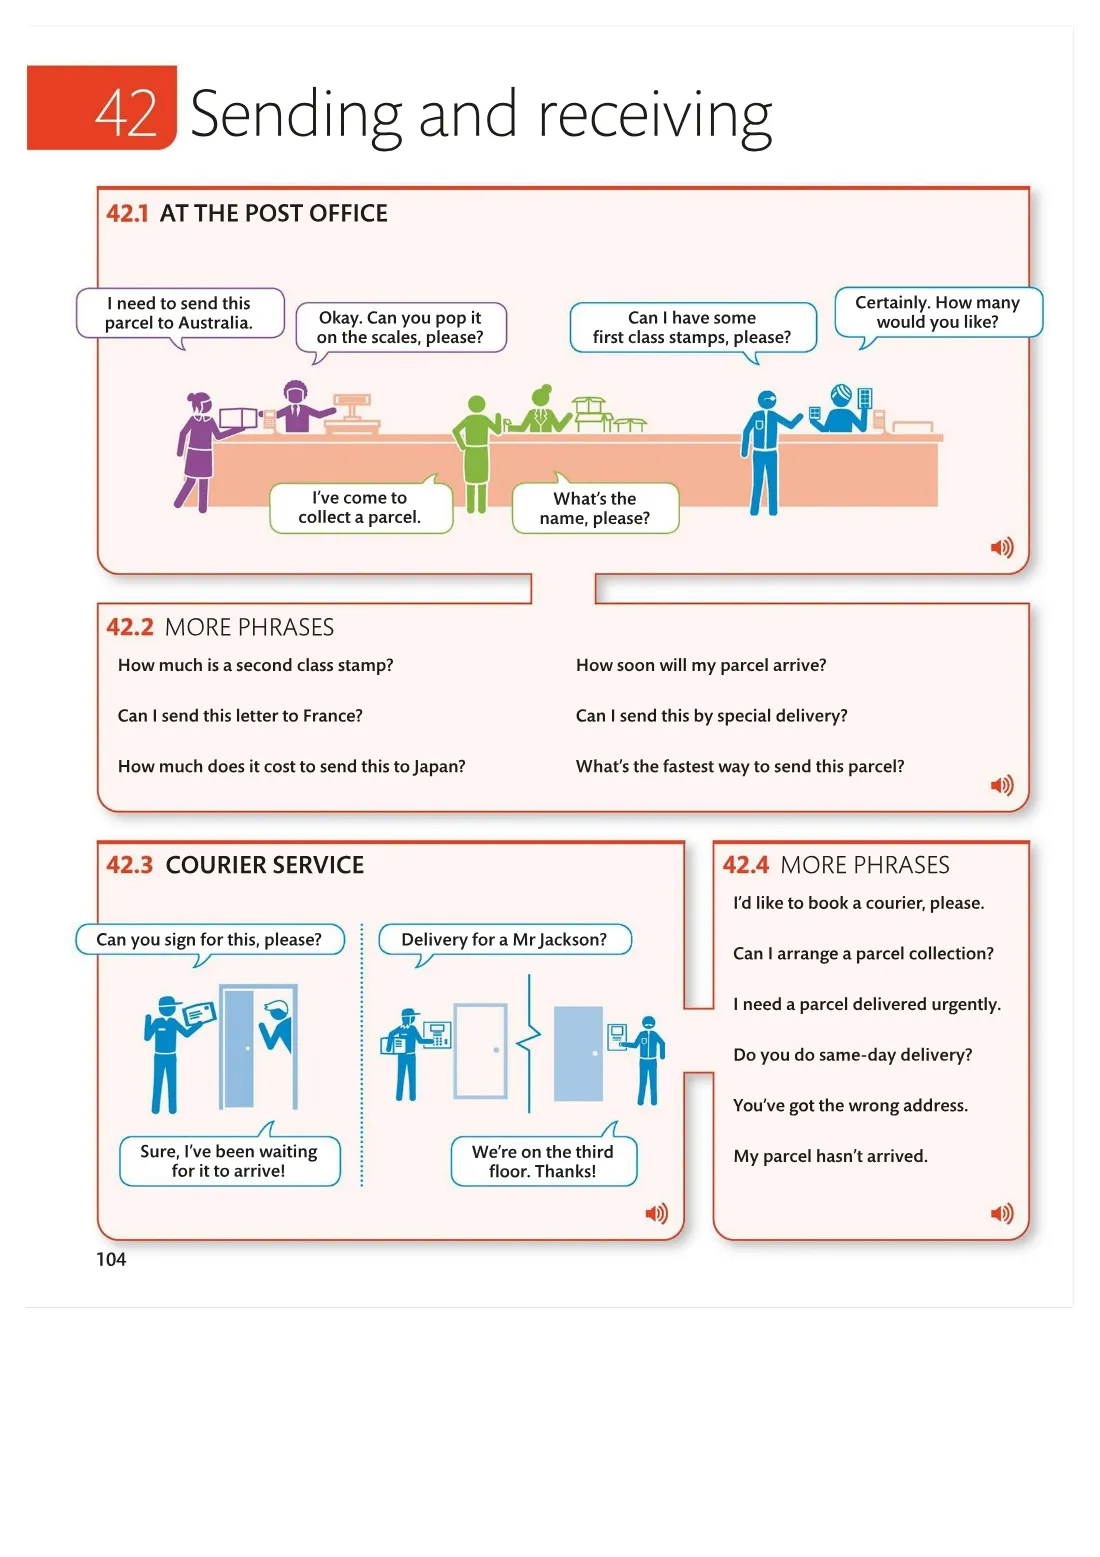 42 Sending and receiving
42.1 AT THE POST OFFICE
I need to send this
parcel to Australia.
Okay. Can you pop it
on the scales, please?
Can I have some
first class stamps, please?
Certainly. How many
would you like?
I've come to
collect a parcel.
What's the
name, please?
42.2 MORE PHRASES
How much is a second class stamp?
Can I send this letter to France?
How much does it cost to send this to Japan?
How soon will my parcel arrive?
Can I send this by special delivery?
What's the fastest way to send this parcel?
42.3 COURIER SERVICE
Can you sign for this, please?
Sure, I've been waiting
for it to arrive!
Delivery for a Mr Jackson?
We're on the third
floor. Thanks!
42.4 MORE PHRASES
I'd like to book a courier, please.
Can I arrange a parcel collection?
I need a parcel delivered urgently.
Do you do same-day delivery?
You've got the wrong address.
My parcel hasn't arrived.
104